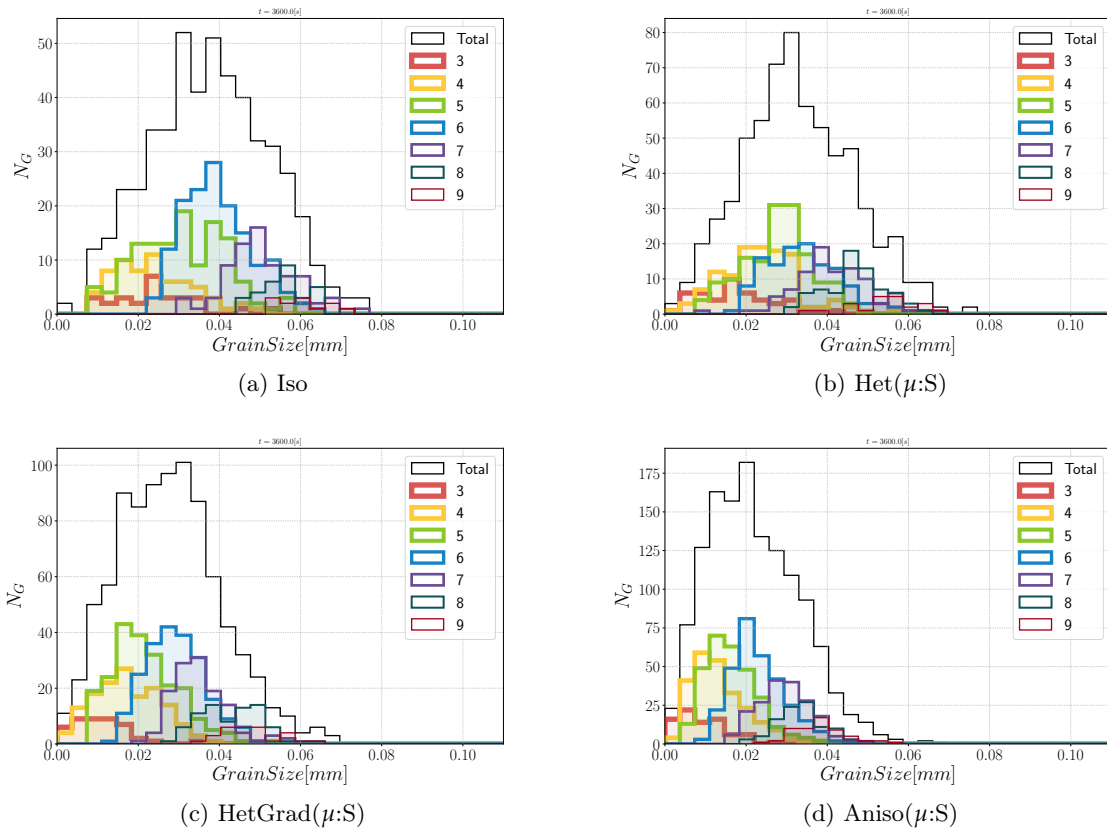 t = 3600.0[s]
50
40
30
20
10
0
0.00 0.02 0.04 0.06 0.08 0.10
N_G
GrainSize[mm]
Total
3
4
5
6
7
8
9
(a) Iso
t = 3600.0[s]
80
70
60
50
40
30
20
10
0
0.00 0.02 0.04 0.06 0.08 0.10
N_G
GrainSize[mm]
Total
3
4
5
6
7
8
9
(b) Het(μ:S)
t = 3600.0[s]
100
80
60
40
20
0
0.00 0.02 0.04 0.06 0.08 0.10
N_G
GrainSize[mm]
Total
3
4
5
6
7
8
9
(c) HetGrad(μ:S)
t = 3600.0[s]
175
150
125
100
75
50
25
0
0.00 0.02 0.04 0.06 0.08 0.10
N_G
GrainSize[mm]
Total
3
4
5
6
7
8
9
(d) Aniso(μ:S)